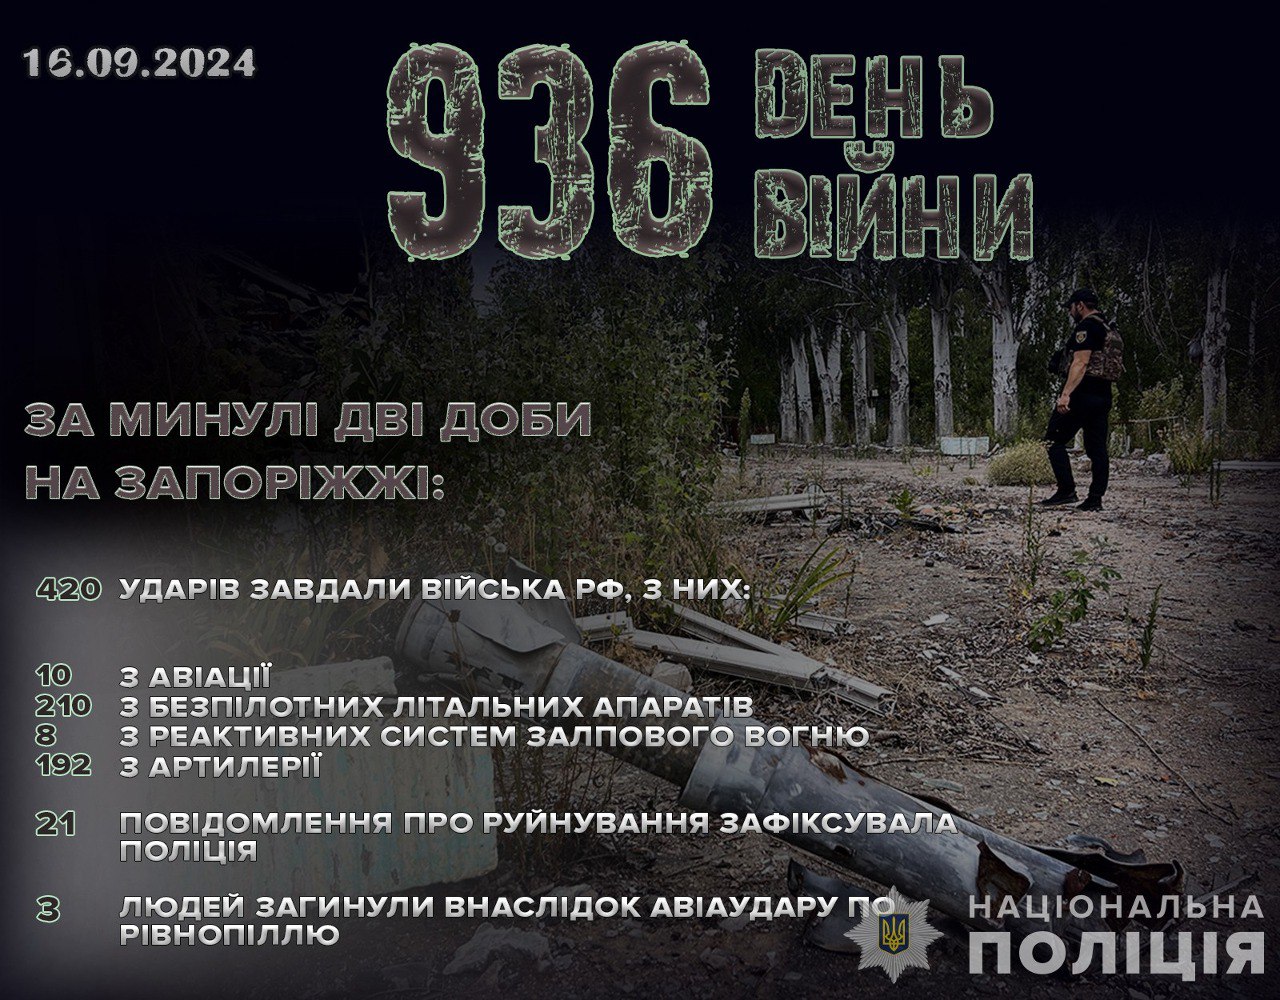 16.09.2024
936 ДЕНЬ
ВІЙНИ
ЗА МИНУЛІ ДВІ ДОБИ
НА ЗАПОРІЖЖІ:
420 УДАРІВ ЗАВДАЛИ ВІЙСЬКА РФ, З НИХ:
10 З АВІАЦІЇ
210 З БЕЗПІЛОТНИХ ЛІТАЛЬНИХ АПАРАТІВ
8 З РЕАКТИВНИХ СИСТЕМ ЗАЛПОВОГО ВОГНЮ
192 З АРТИЛЕРІЇ
21 ПОВІДОМЛЕННЯ ПРО РУЙНУВАННЯ ЗАФІКСУВАЛА
ПОЛІЦІЯ
3 ЛЮДЕЙ ЗАГИНУЛИ ВНАСЛІДОК АВІАУДАРУ ПО
РІВНОПІЛЛЮ
НАЦІОНАЛЬНА
ПОЛІЦІЯ